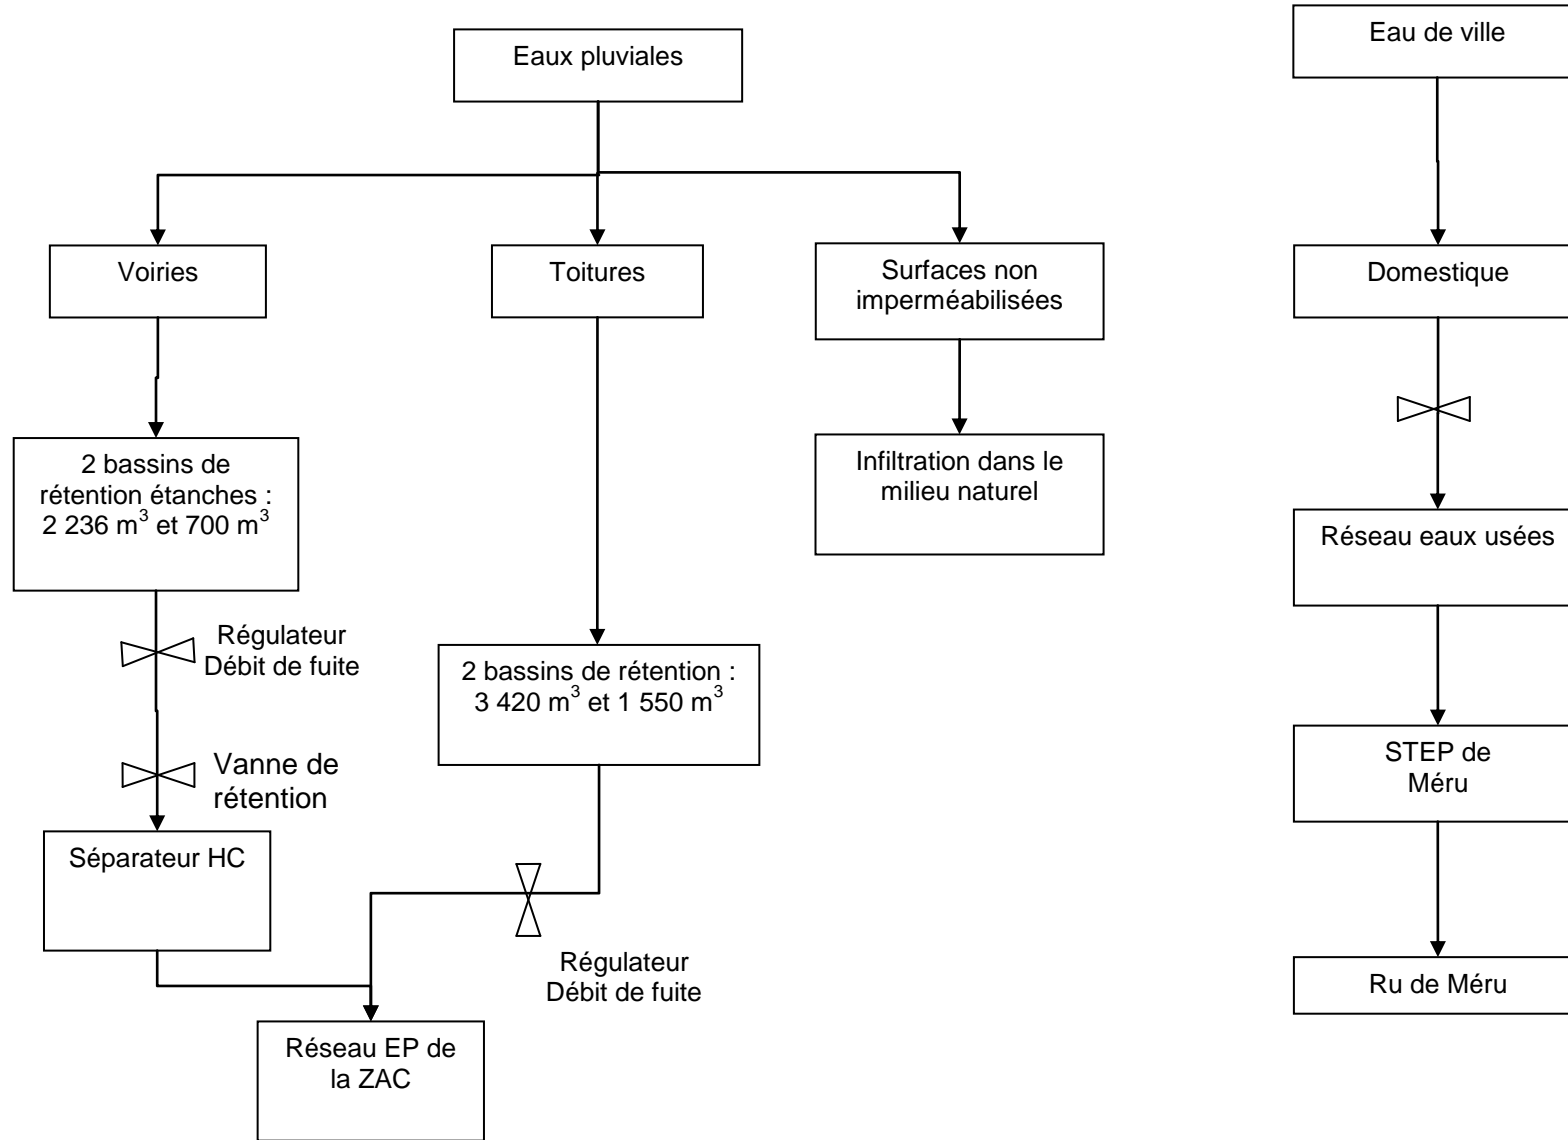 Eaux pluviales
Eau de ville
Voiries
Toitures
Surfaces non
imperméabilisées
Domestique
2 bassins de
rétention étanches :
2 236 m³ et 700 m³
Infiltration dans le
milieu naturel
Réseau eaux usées
Régulateur
Débit de fuite
2 bassins de rétention :
3 420 m³ et 1 550 m³
Vanne de
rétention
STEP de
Méru
Séparateur HC
Régulateur
Débit de fuite
Ru de Méru
Réseau EP de
la ZAC